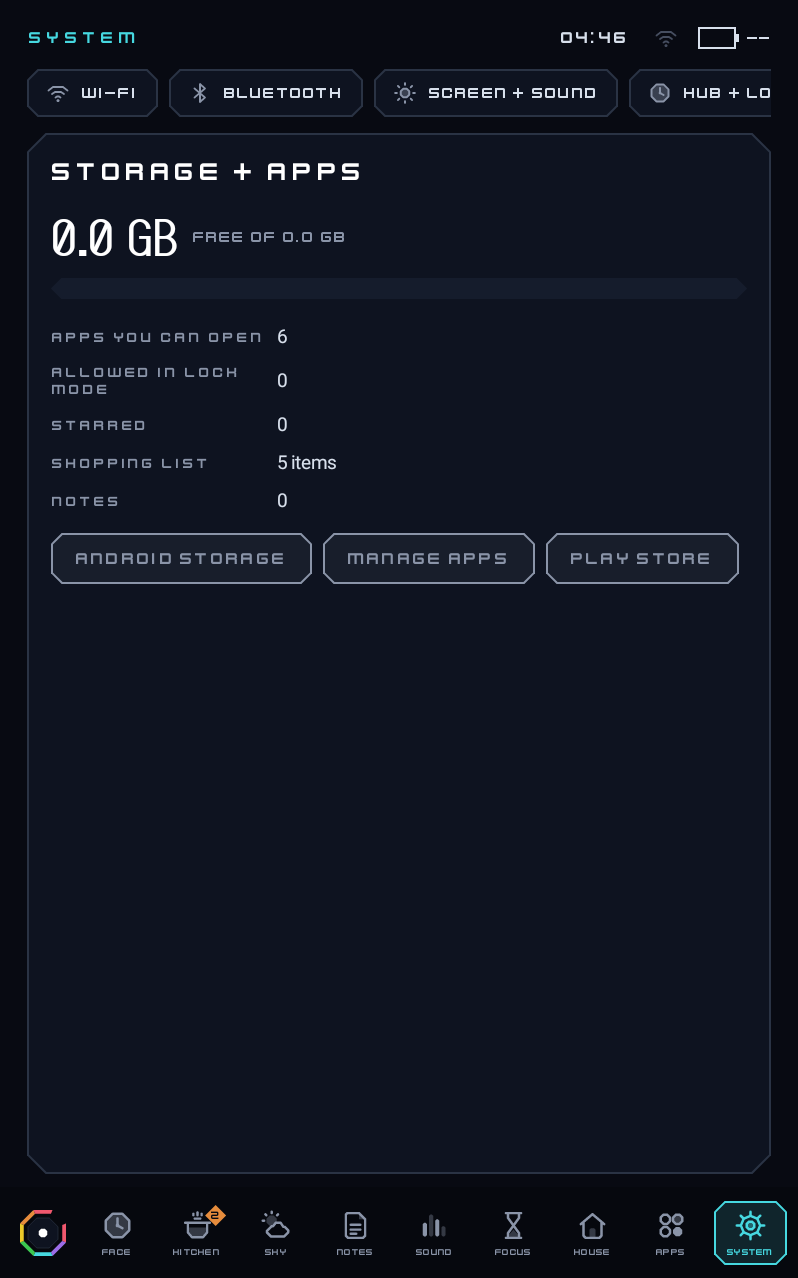 SYSTEM
04:46
--
WI-FI
BLUETOOTH
SCREEN + SOUND
HUB + LO
STORAGE + APPS
0.0 GB FREE OF 0.0 GB
APPS YOU CAN OPEN 6
ALLOWED IN LOCK
MODE
0
STARRED 0
SHOPPING LIST 5 items
NOTES 0
ANDROID STORAGE
MANAGE APPS
PLAY STORE
2
FACE
KITCHEN
SKY
NOTES
SOUND
FOCUS
HOUSE
APPS
SYSTEM